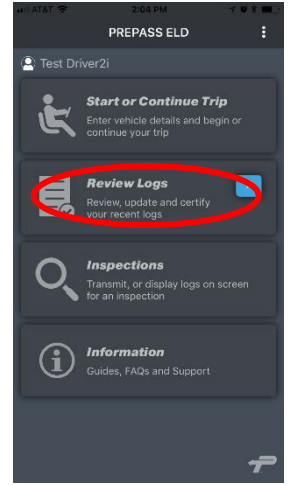 AT&T 2:04 PM
PREPASS ELD
Test Driver2i
Start or Continue Trip
Enter vehicle details and begin or
continue your trip
Review Logs
Review, update and certify
your recent logs
Inspections
Transmit, or display logs on screen
for an inspection
Information
Guides, FAQs and Support